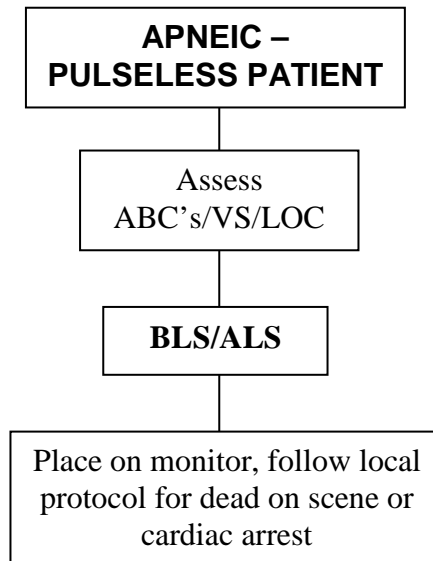 APNEIC –
PULSELESS PATIENT
Assess
ABC’s/VS/LOC
BLS/ALS
Place on monitor, follow local
protocol for dead on scene or
cardiac arrest